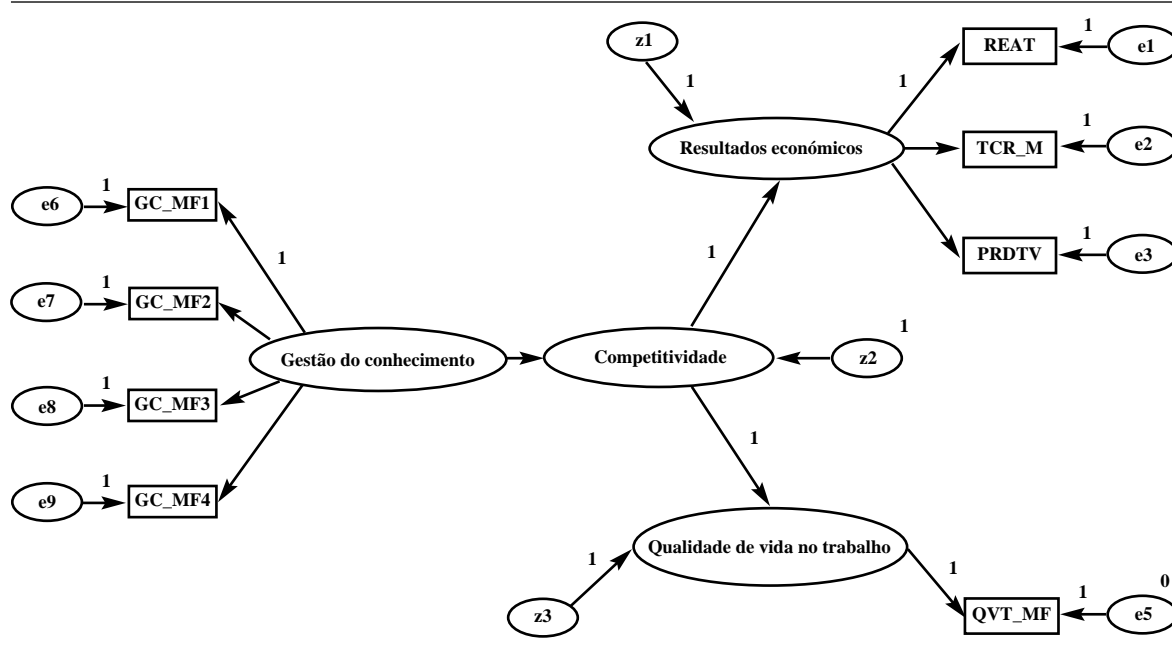 z1
1
1
REAT
1
e1
Resultados económicos
TCR_M
1
e2
e6
1
GC_MF1
1
1
PRDTV
1
e3
e7
1
GC_MF2
Gestão do conhecimento
Competitividade
1
z2
e8
1
GC_MF3
1
e9
1
GC_MF4
Qualidade de vida no trabalho
1
z3
1
QVT_MF
1
0
e5